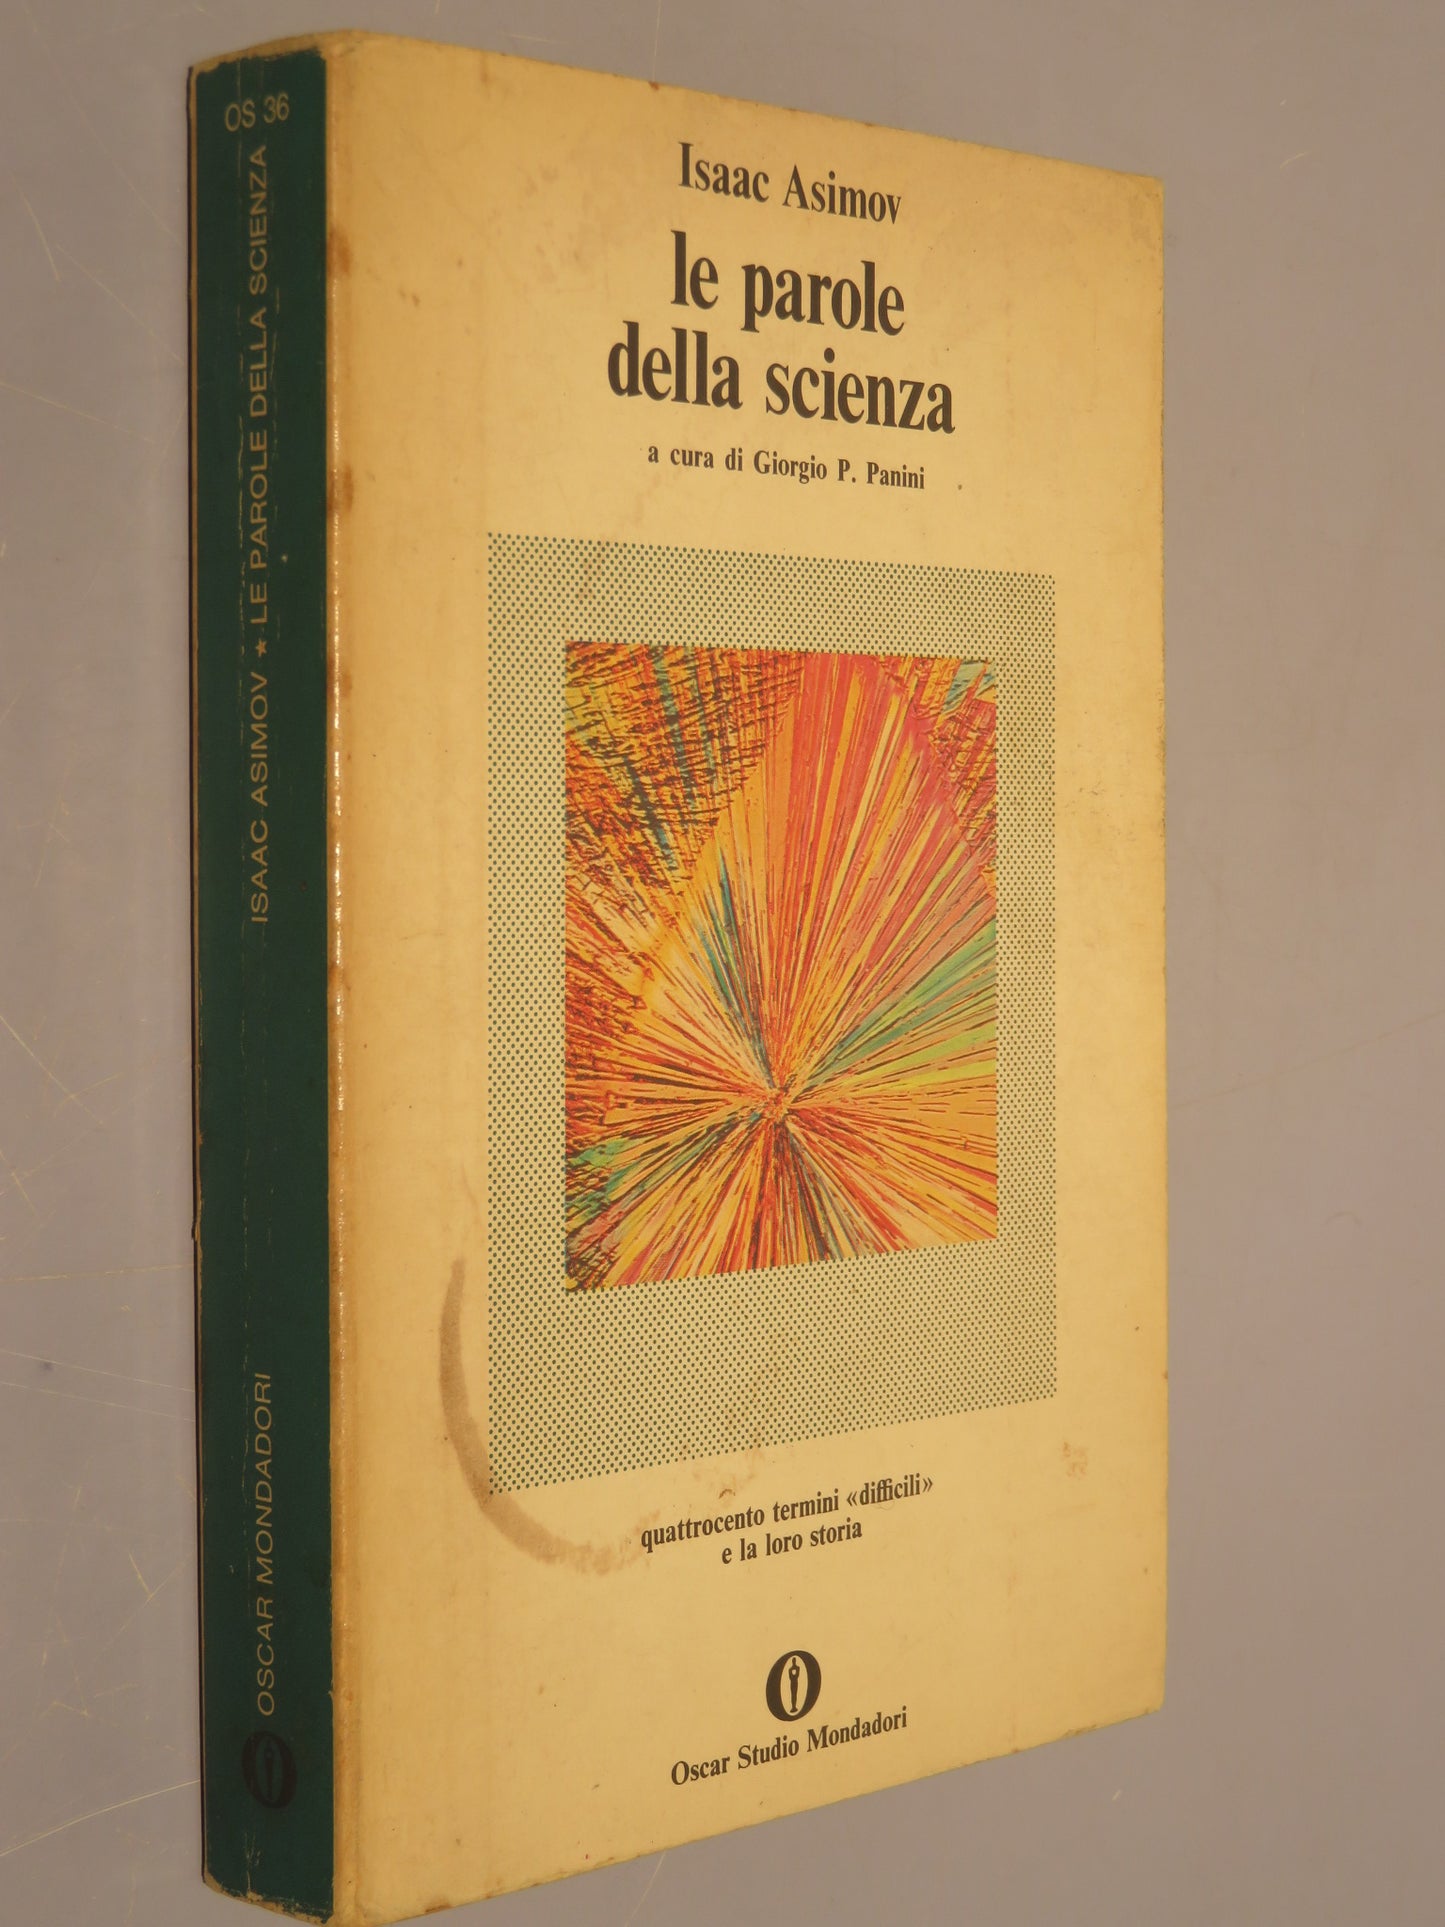 OS 36
ISAAC ASIMOV ★ LE PAROLE DELLA SCIENZA
OSCAR MONDADORI
Isaac Asimov
le parole
della scienza
a cura di Giorgio P. Panini
quattrocento termini «difficili»
e la loro storia
Oscar Studio Mondadori